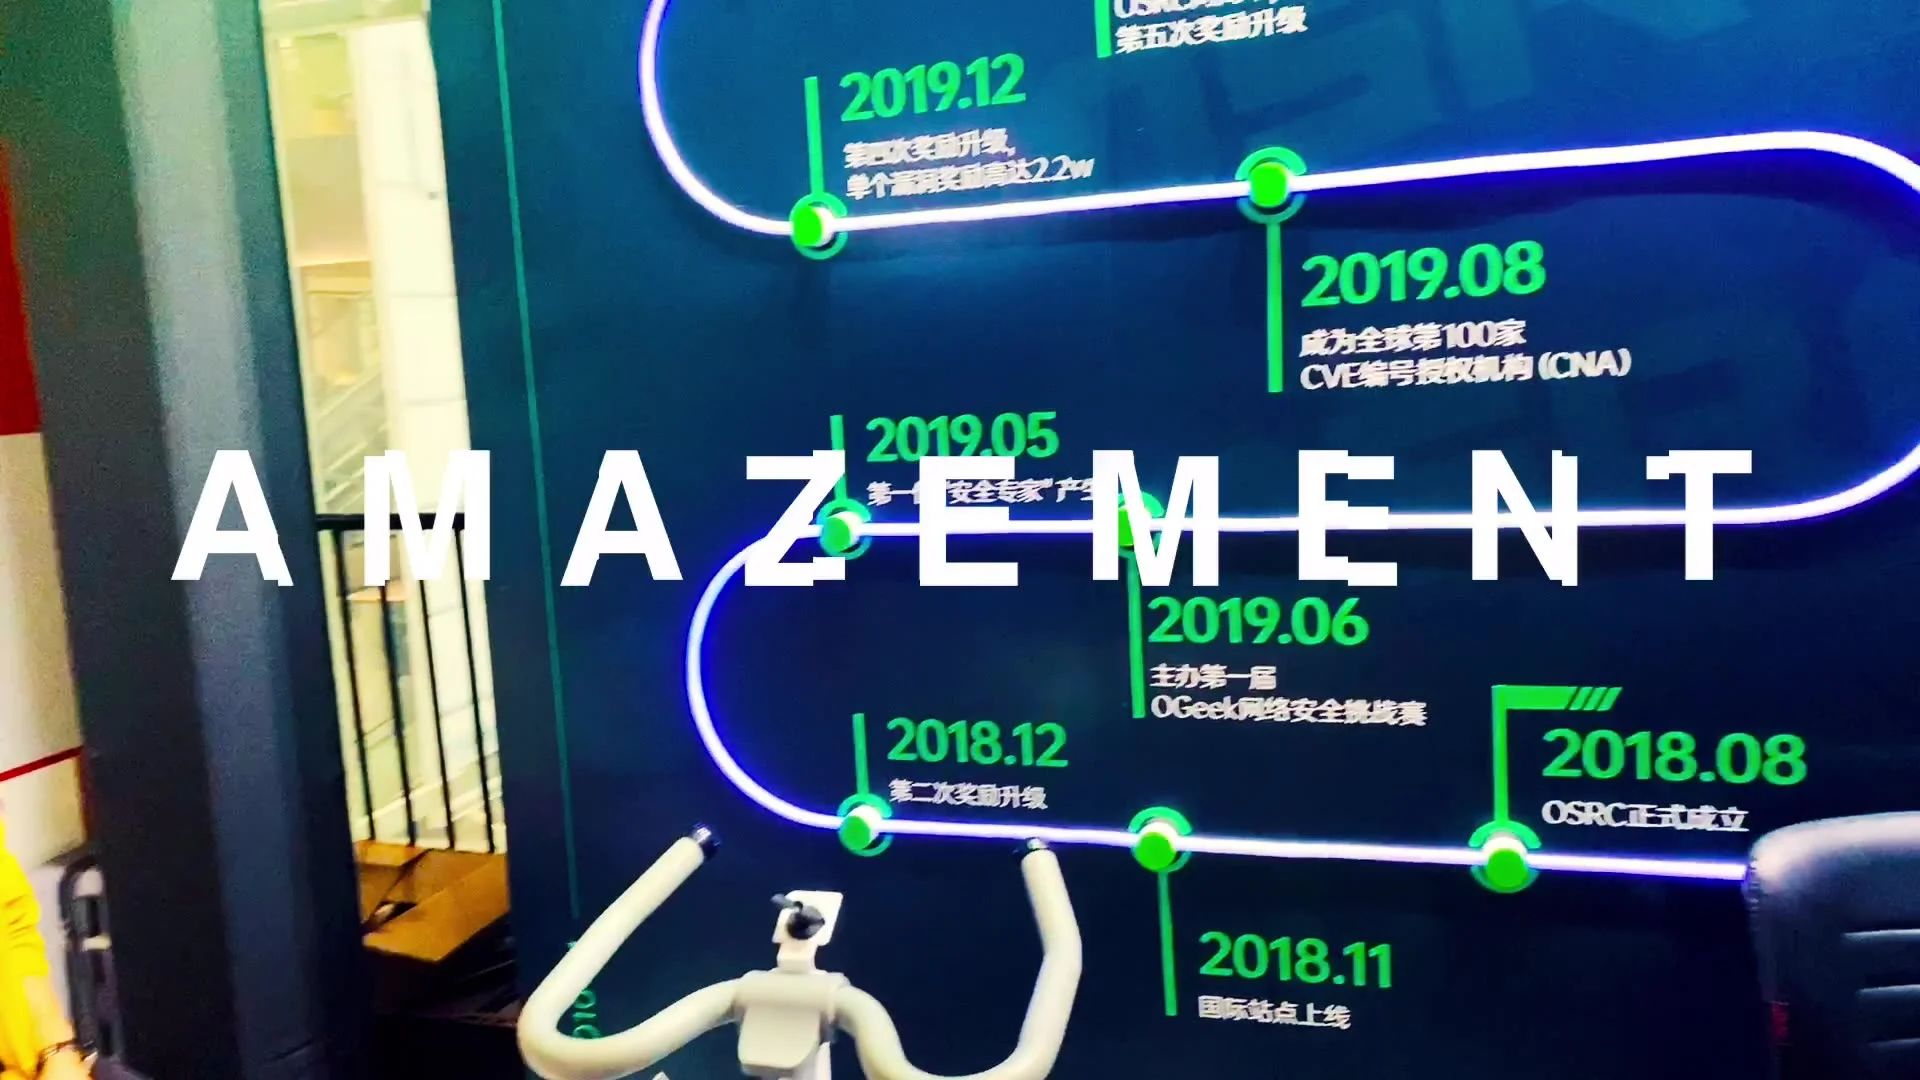 第五次奖励升级
2019.12
第四次奖励升级,
单个漏洞奖励高达2.2w
2019.08
成为全球第100家
CVE编号授权机构 (CNA)
2019.05
"安全专家"
AMAZEMENT
2019.06
主办第一届
OGeek网络安全挑战赛
2018.12
第二次奖励升级
2018.08
OSRC正式成立
2018.11
国际站点上线